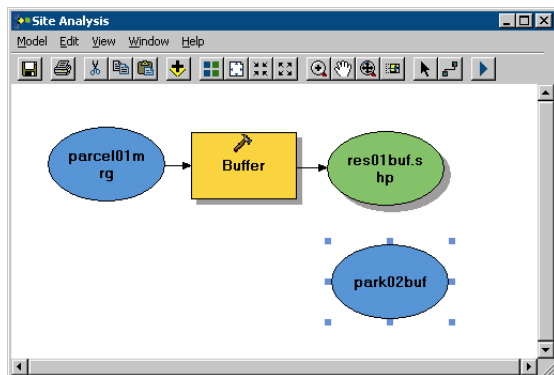 Site Analysis
Model Edit View Window Help
parcel01m
rg
Buffer
res01buf.s
hp
park02buf